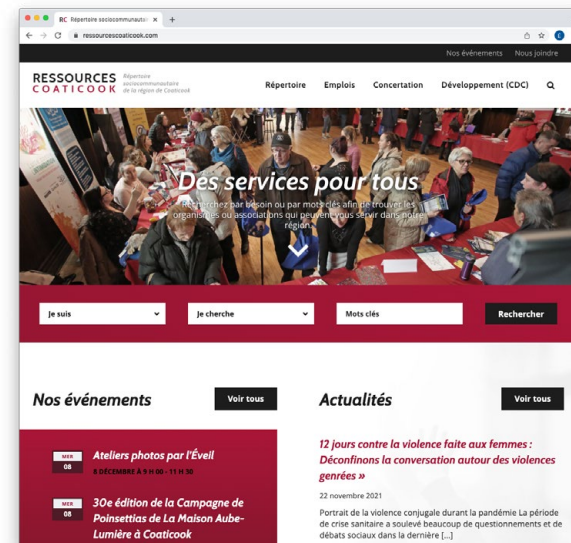 RC Répertoire sociocommunautai
ressourcescoaticook.com
Nos événements Nous joindre
RESSOURCES
COATICOOK
Répertoire
sociocommunautaire
de la région de Coaticook
Répertoire Emplois Concertation Développement (CDC)
Des services pour tous
Recherchez par besoin ou par mots clés afin de trouver les
organismes ou associations qui peuvent vous servir dans notre
région.
Je suis Je cherche Mots clés Rechercher
Nos événements Voir tous
MER
08
Ateliers photos par l'Éveil
8 DÉCEMBRE À 9 H 00 - 11 H 30
MER
08
30e édition de la Campagne de
Poinsettias de La Maison Aube-
Lumière à Coaticook
Actualités Voir tous
12 jours contre la violence faite aux femmes :
Déconfinons la conversation autour des violences
genrées »
22 novembre 2021
Portrait de la violence conjugale durant la pandémie La période
de crise sanitaire a soulevé beaucoup de questionnements et de
débats sociaux dans la dernière [...]